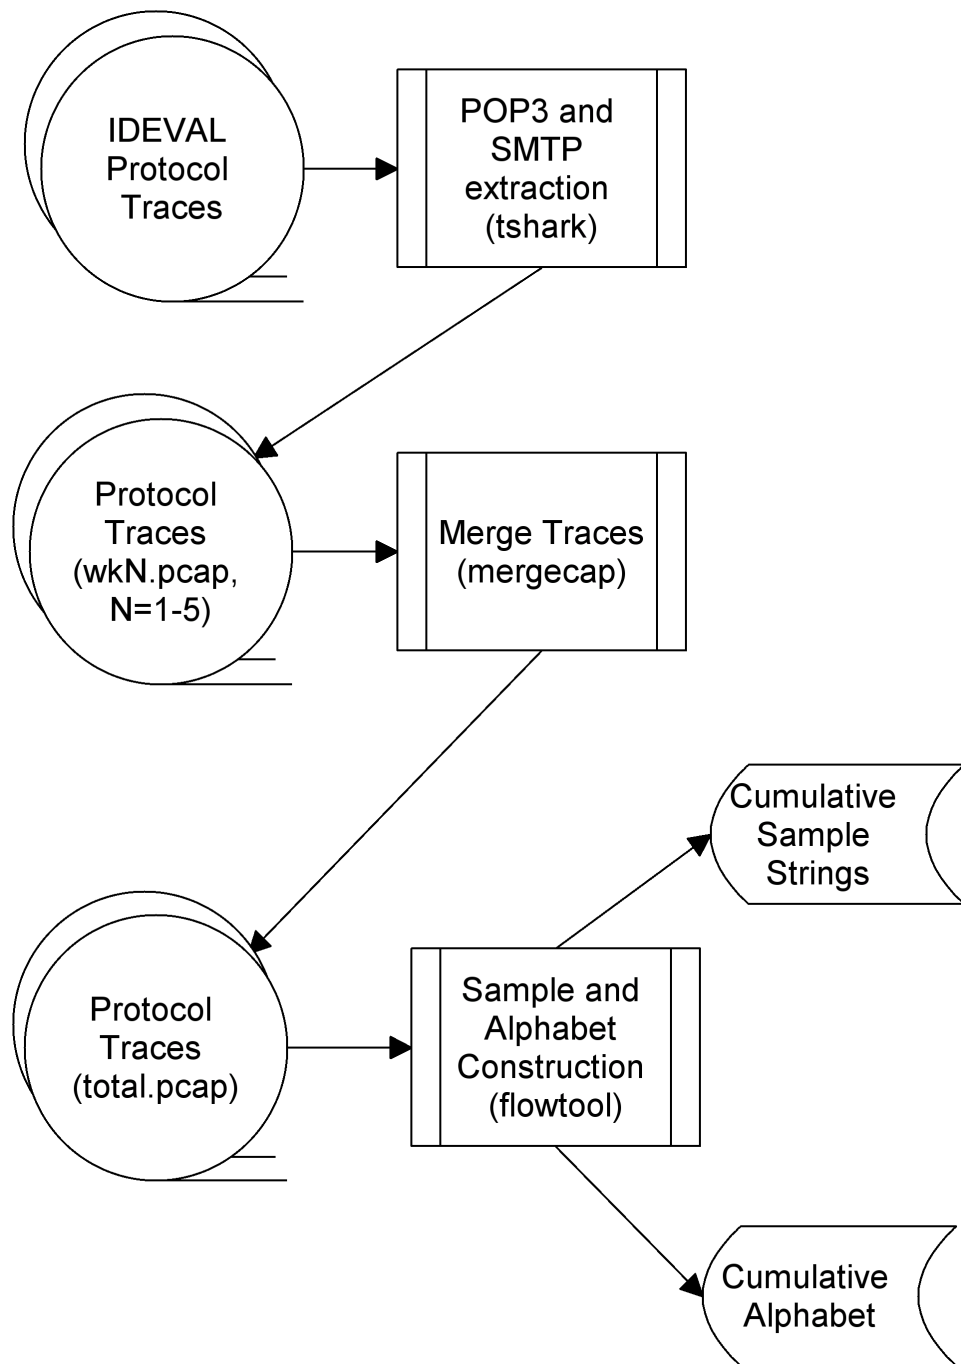 IDEVAL
Protocol
Traces
POP3 and
SMTP
extraction
(tshark)
Protocol
Traces
(wkN.pcap,
N=1-5)
Merge Traces
(mergecap)
Cumulative
Sample
Strings
Protocol
Traces
(total.pcap)
Sample and
Alphabet
Construction
(flowtool)
Cumulative
Alphabet